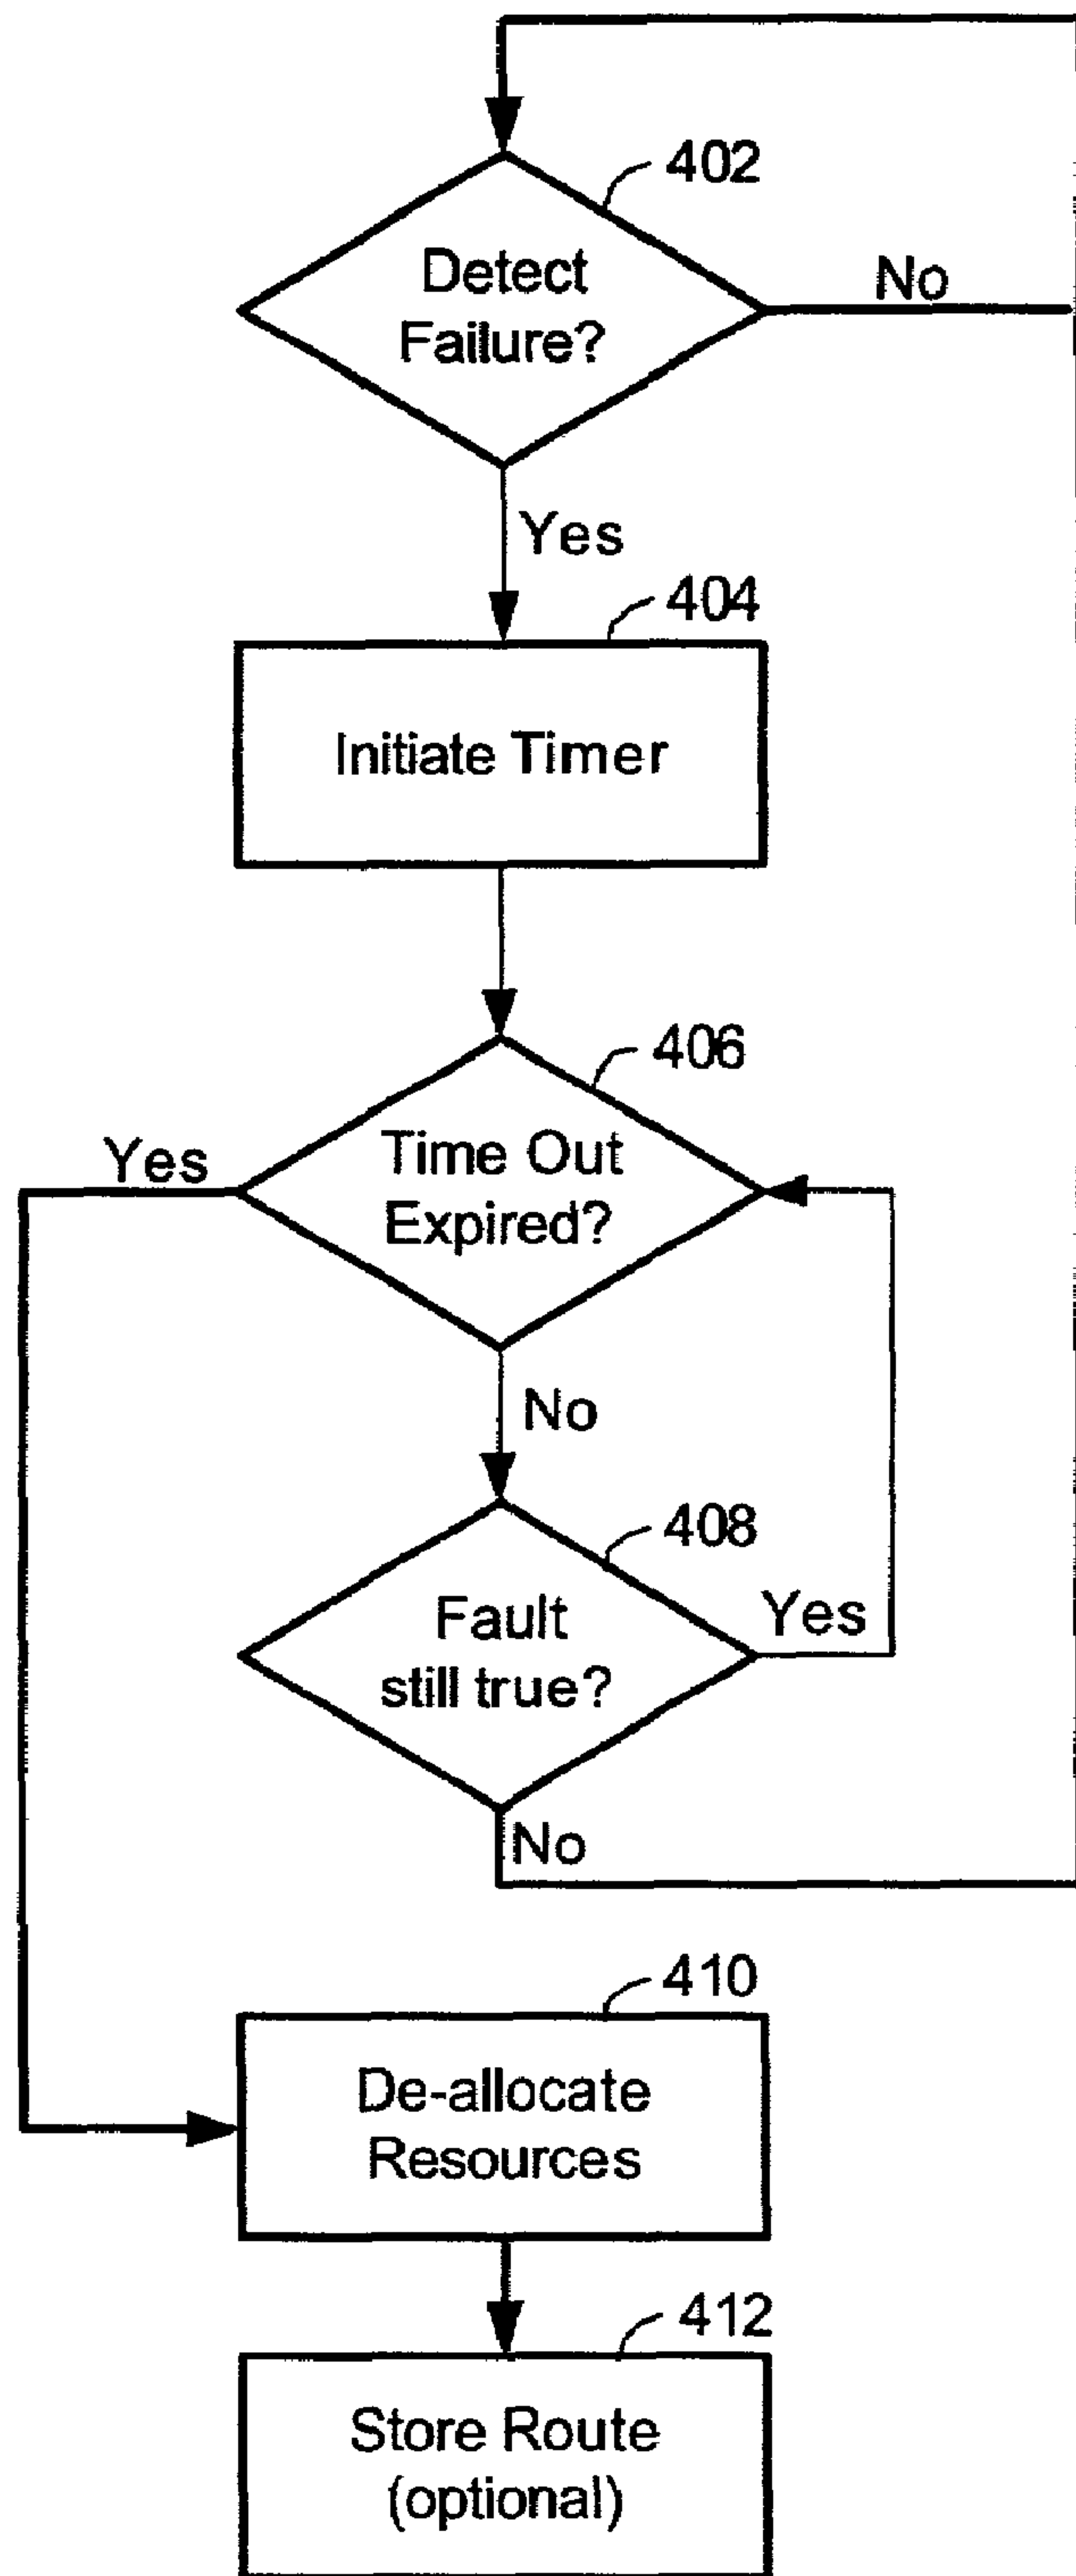 402
Detect
Failure?
No
Yes
404
Initiate Timer
406
Yes
Time Out
Expired?
No
408
Fault
still true?
Yes
No
410
De-allocate
Resources
412
Store Route
(optional)